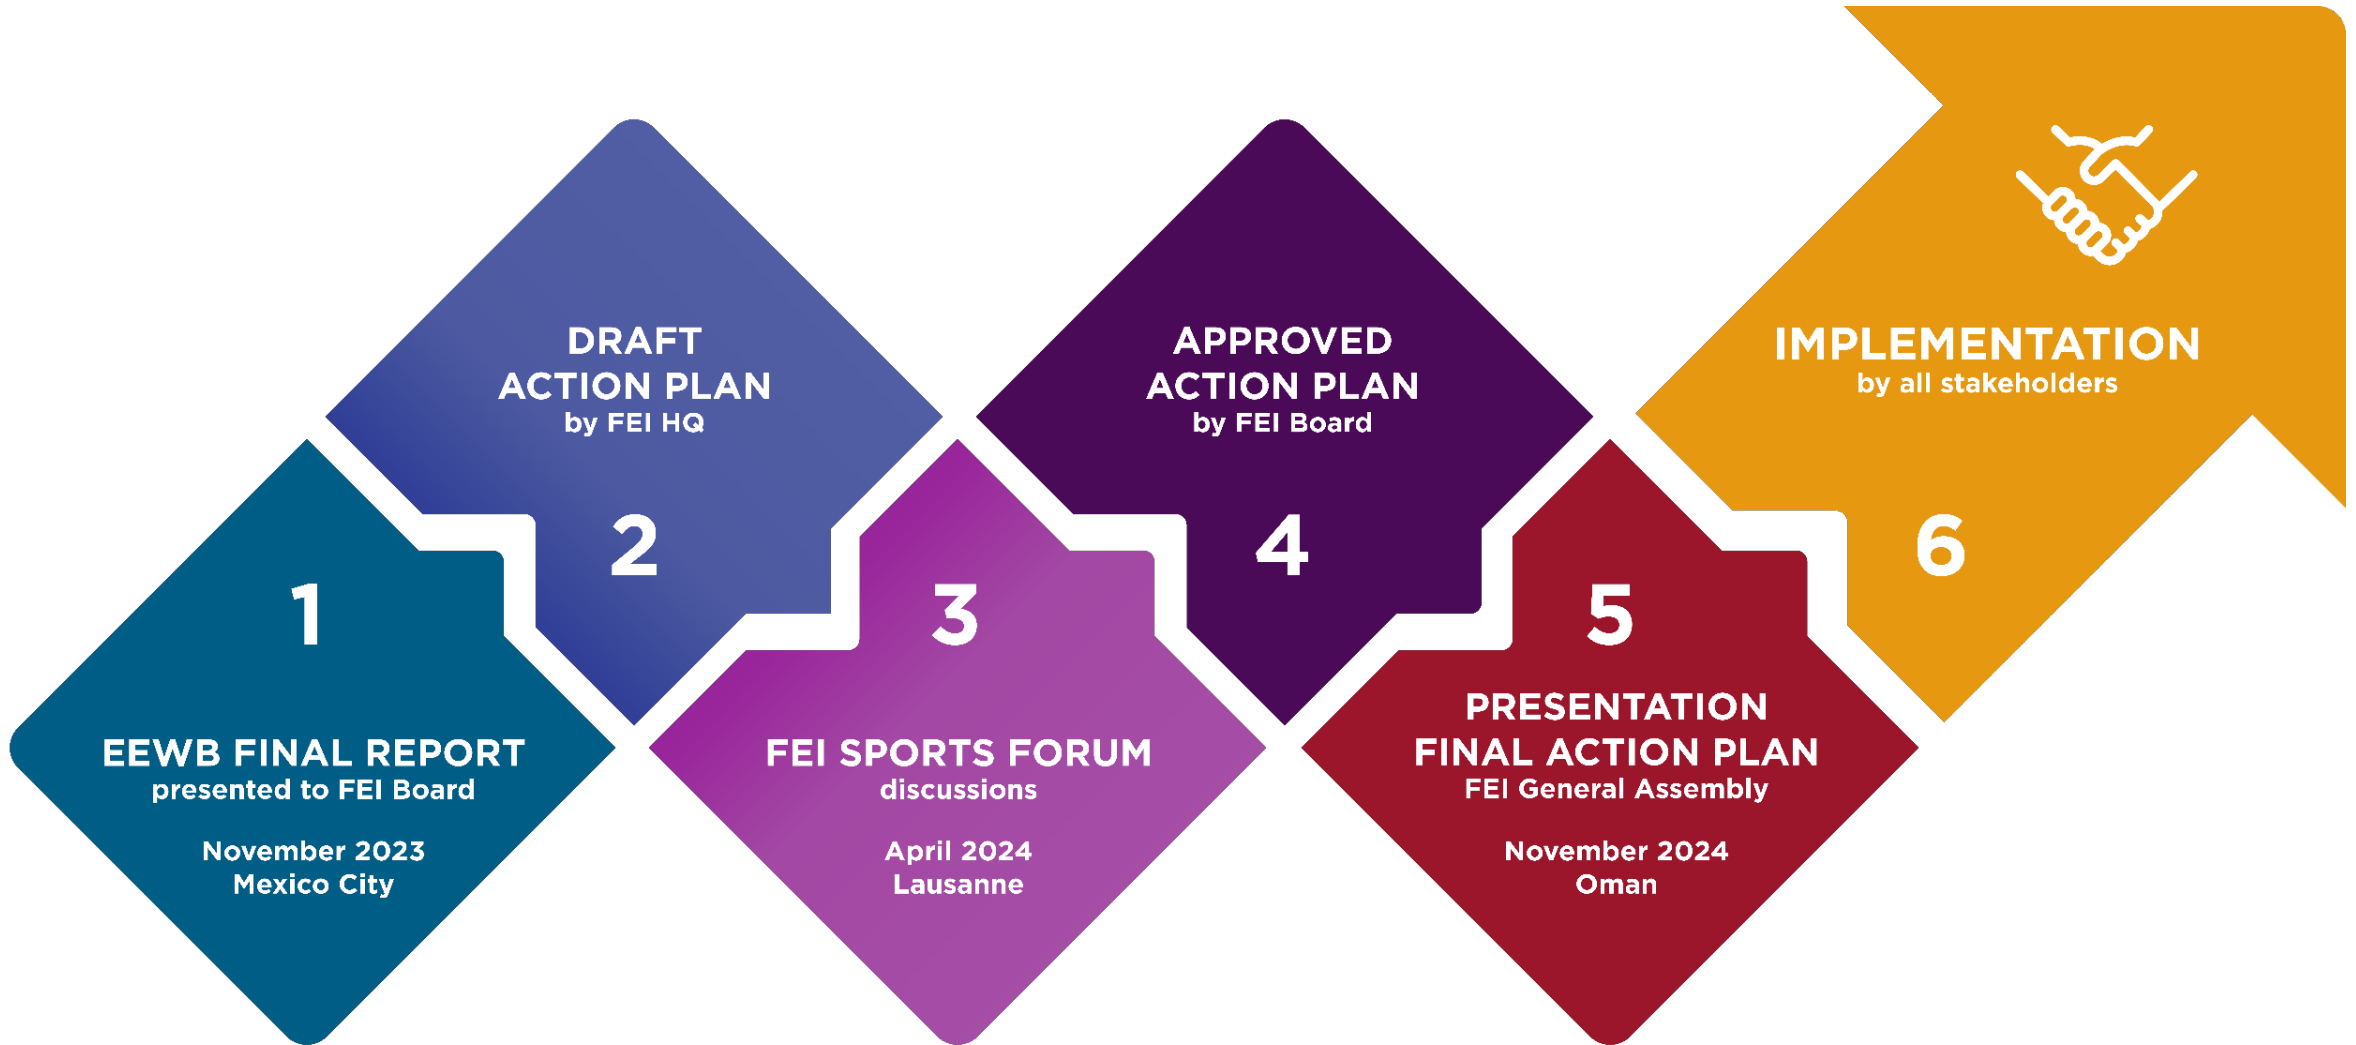 1
EEWB FINAL REPORT
presented to FEI Board
November 2023
Mexico City
DRAFT
ACTION PLAN
by FEI HQ
2
3
FEI SPORTS FORUM
discussions
April 2024
Lausanne
APPROVED
ACTION PLAN
by FEI Board
4
5
PRESENTATION
FINAL ACTION PLAN
FEI General Assembly
November 2024
Oman
IMPLEMENTATION
by all stakeholders
6